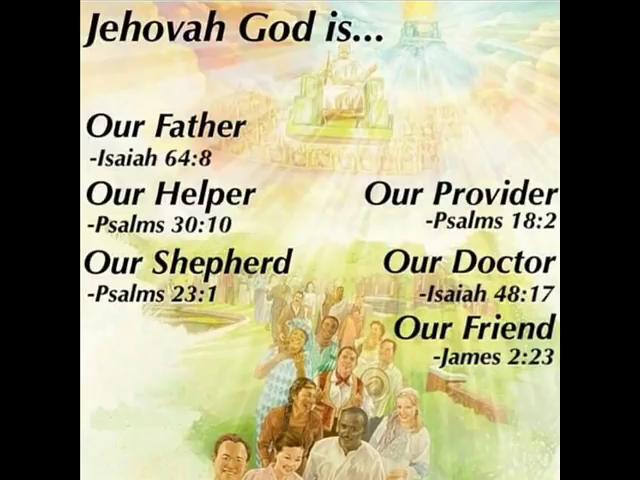 Jehovah God is...
Our Father
-Isaiah 64:8
Our Helper
-Psalms 30:10
Our Shepherd
-Psalms 23:1
Our Provider
-Psalms 18:2
Our Doctor
-Isaiah 48:17
Our Friend
-James 2:23